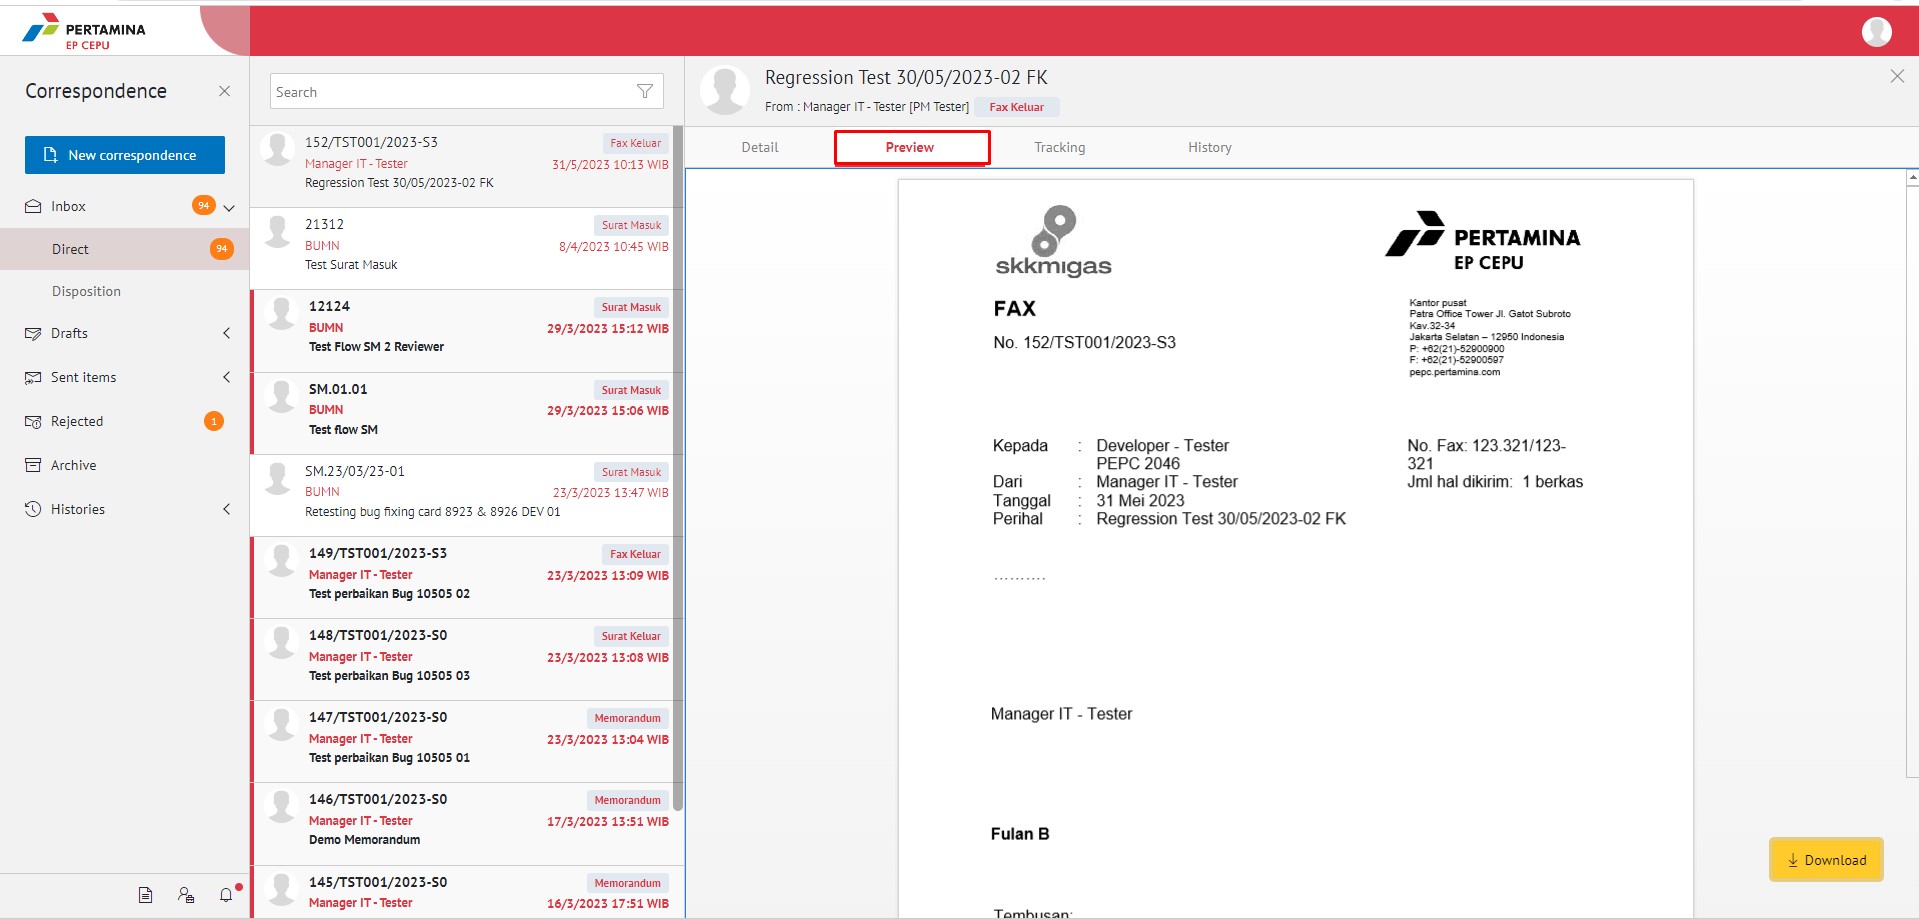 PERTAMINA
EP CEPU
Correspondence
New correspondence
Inbox 94
Direct 94
Disposition
Drafts
Sent items
Rejected 1
Archive
Histories
Search
152/TST001/2023-S3 Fax Keluar
Manager IT - Tester 31/5/2023 10:13 WIB
Regression Test 30/05/2023-02 FK
21312 Surat Masuk
BUMN 8/4/2023 10:45 WIB
Test Surat Masuk
12124 Surat Masuk
BUMN 29/3/2023 15:12 WIB
Test Flow SM 2 Reviewer
SM.01.01 Surat Masuk
BUMN 29/3/2023 15:06 WIB
Test flow SM
SM.23/03/23-01 Surat Masuk
BUMN 23/3/2023 13:47 WIB
Retesting bug fixing card 8923 & 8926 DEV 01
149/TST001/2023-S3 Fax Keluar
Manager IT - Tester 23/3/2023 13:09 WIB
Test perbaikan Bug 10505 02
148/TST001/2023-S0 Surat Keluar
Manager IT - Tester 23/3/2023 13:08 WIB
Test perbaikan Bug 10505 03
147/TST001/2023-S0 Memorandum
Manager IT - Tester 23/3/2023 13:04 WIB
Test perbaikan Bug 10505 01
146/TST001/2023-S0 Memorandum
Manager IT - Tester 17/3/2023 13:51 WIB
Demo Memorandum
145/TST001/2023-S0 Memorandum
Manager IT - Tester 16/3/2023 17:51 WIB
Regression Test 30/05/2023-02 FK
From : Manager IT - Tester [PM Tester] Fax Keluar
Detail Preview Tracking History
skkmigas
PERTAMINA
EP CEPU
FAX
No. 152/TST001/2023-S3
Kantor pusat
Patra Office Tower Jl. Gatot Subroto
Kav.32-34
Jakarta Selatan – 12950 Indonesia
P: +62(21)-52900900
F: +62(21)-52900597
pepc.pertamina.com
Kepada : Developer - Tester
PEPC 2046
Dari : Manager IT - Tester
Tanggal : 31 Mei 2023
Perihal : Regression Test 30/05/2023-02 FK
No. Fax: 123.321/123-
321
Jml hal dikirim: 1 berkas
..........
Manager IT - Tester
Fulan B
Tembusan:
Download